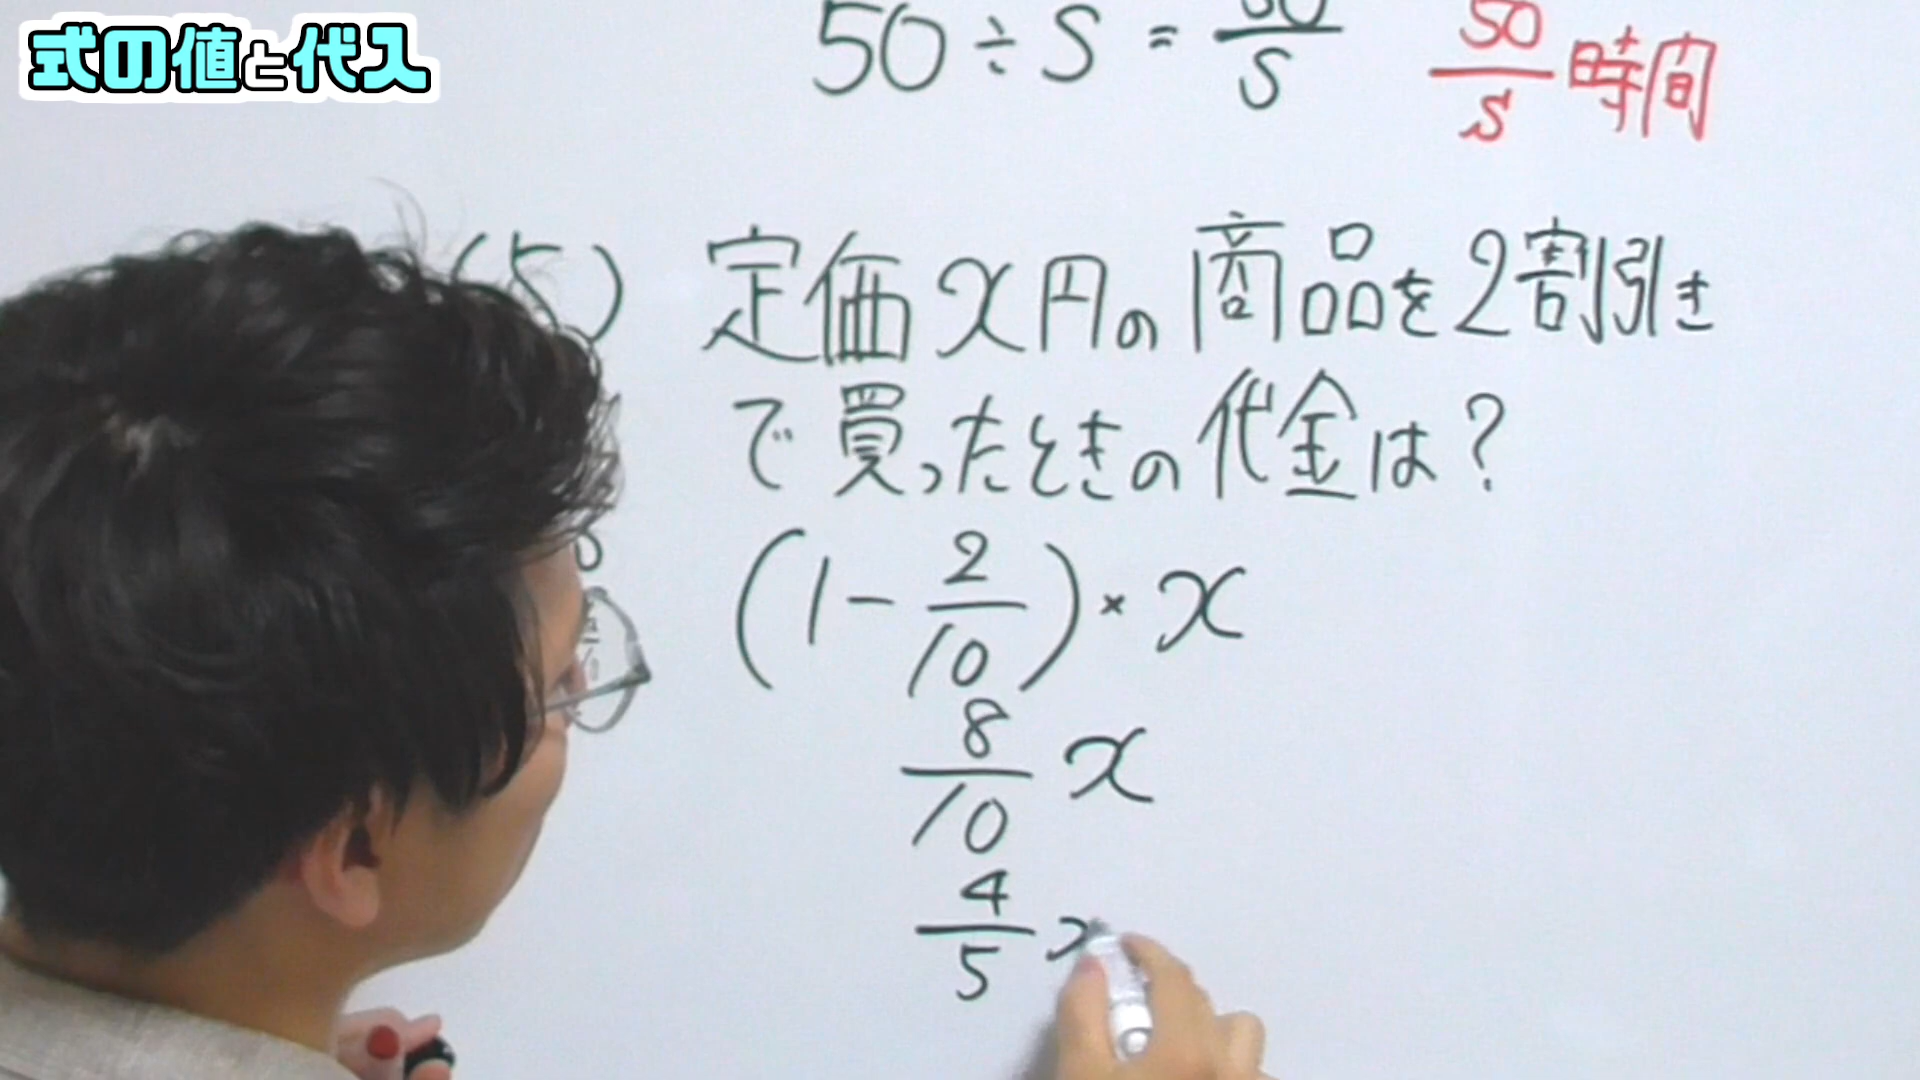 式の値と代入
50÷S=50/S
50/S時間
(5) 定価x円の商品を2割引き
で買ったときの代金は?
(1-2/10)×x
8/10 x
4/5 x